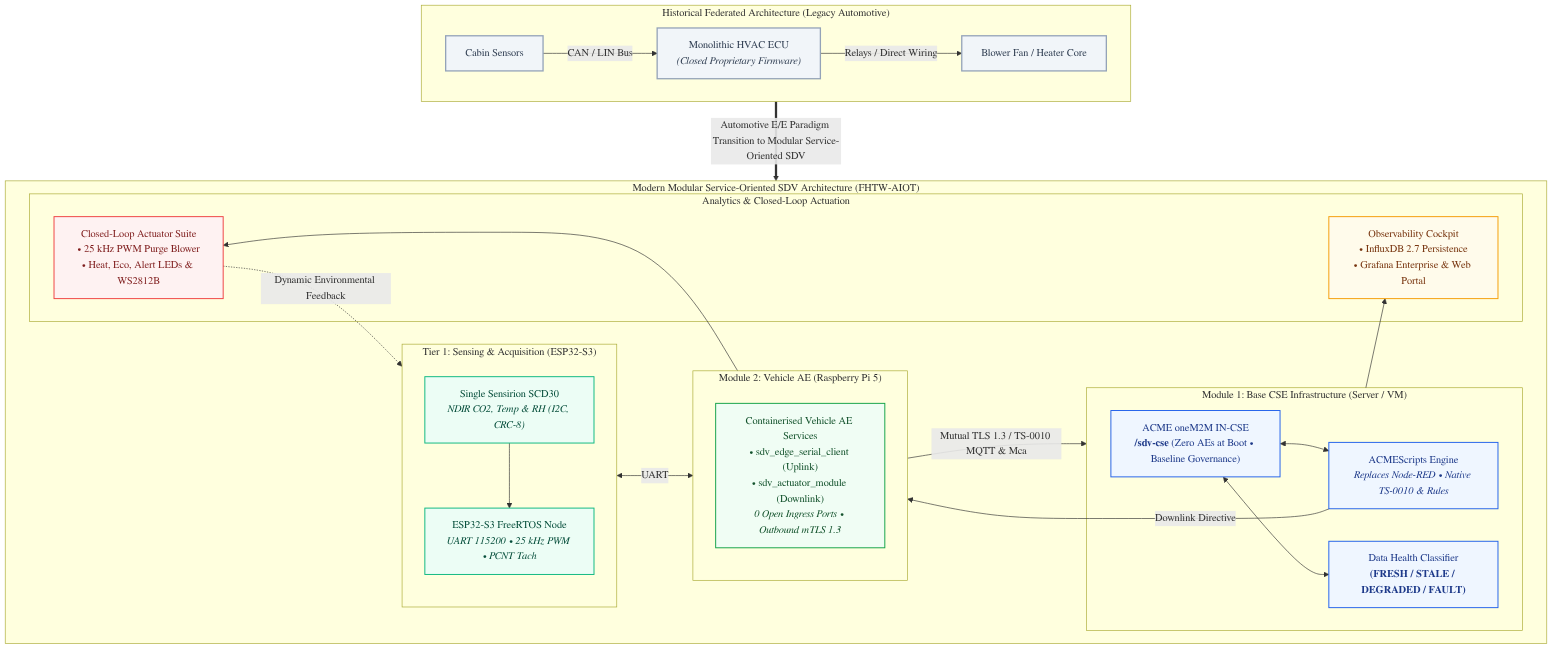 Historical Federated Architecture (Legacy Automotive)
Cabin Sensors
CAN / LIN Bus
Monolithic HVAC ECU
(Closed Proprietary Firmware)
Relays / Direct Wiring
Blower Fan / Heater Core
Automotive E/E Paradigm
Transition to Modular Service-
Oriented SDV
Modern Modular Service-Oriented SDV Architecture (FHTW-AIOT)
Analytics & Closed-Loop Actuation
Closed-Loop Actuator Suite
• 25 kHz PWM Purge Blower
• Heat, Eco, Alert LEDs &
WS2812B
Observability Cockpit
• InfluxDB 2.7 Persistence
• Grafana Enterprise & Web
Portal
Dynamic Environmental
Feedback
Tier 1: Sensing & Acquisition (ESP32-S3)
Single Sensirion SCD30
NDIR CO2, Temp & RH (I2C,
CRC-8)
ESP32-S3 FreeRTOS Node
UART 115200 • 25 kHz PWM
• PCNT Tach
UART
Module 2: Vehicle AE (Raspberry Pi 5)
Containerised Vehicle AE
Services
• sdv_edge_serial_client
(Uplink)
• sdv_actuator_module
(Downlink)
0 Open Ingress Ports •
Outbound mTLS 1.3
Mutual TLS 1.3 / TS-0010
MQTT & Mca
Downlink Directive
Module 1: Base CSE Infrastructure (Server / VM)
ACME oneM2M IN-CSE
/sdv-cse (Zero AEs at Boot •
Baseline Governance)
ACMEScripts Engine
Replaces Node-RED • Native
TS-0010 & Rules
Data Health Classifier
(FRESH / STALE /
DEGRADED / FAULT)